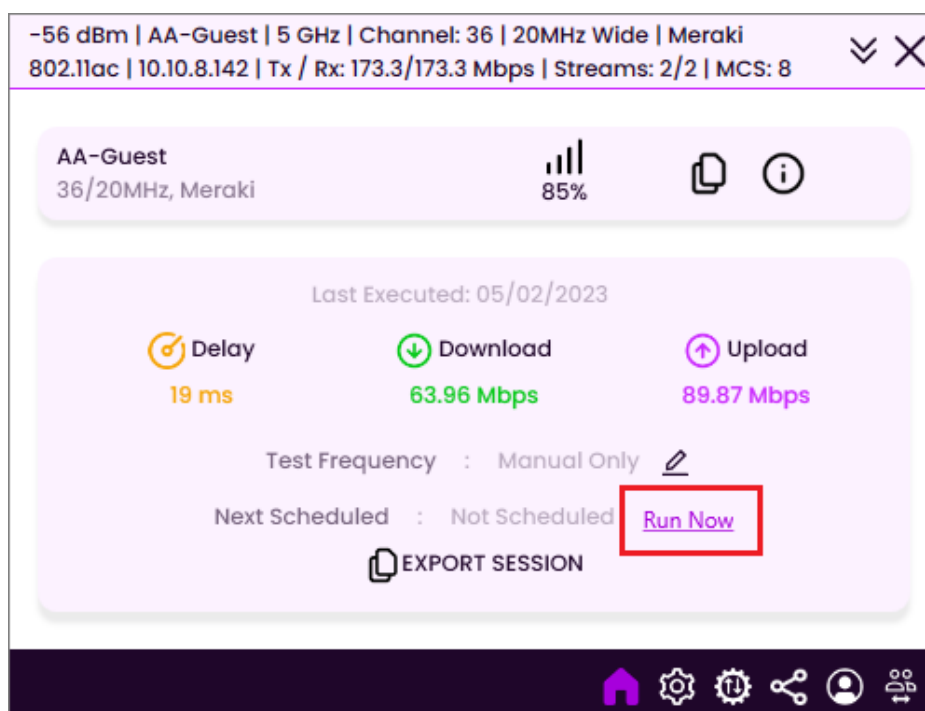 -56 dBm | AA-Guest | 5 GHz | Channel: 36 | 20MHz Wide | Meraki
802.11ac | 10.10.8.142 | Tx / Rx: 173.3/173.3 Mbps | Streams: 2/2 | MCS: 8
AA-Guest
36/20MHz, Meraki
85%
Last Executed: 05/02/2023
Delay Download Upload
19 ms 63.96 Mbps 89.87 Mbps
Test Frequency : Manual Only
Next Scheduled : Not Scheduled Run Now
EXPORT SESSION